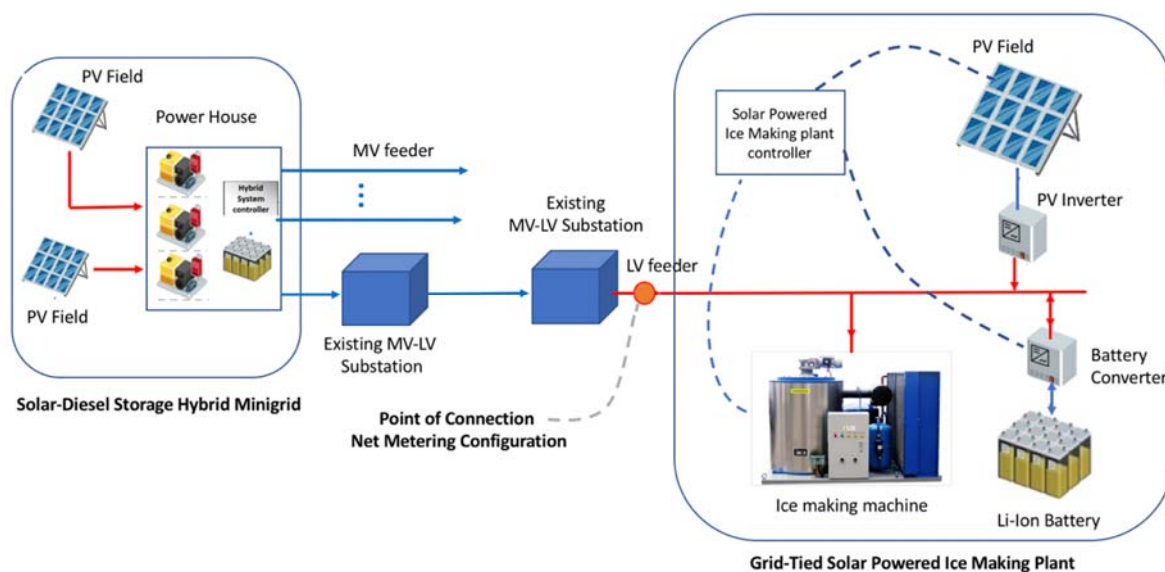 PV Field
Power House
Hybrid
System
controller
PV Field
MV feeder
Existing MV-LV
Substation
Existing
MV-LV Substation
LV feeder
Solar-Diesel Storage Hybrid Minigrid
Point of Connection
Net Metering Configuration
Solar Powered
Ice Making plant
controller
PV Field
PV Inverter
Battery
Converter
Ice making machine
Li-Ion Battery
Grid-Tied Solar Powered Ice Making Plant